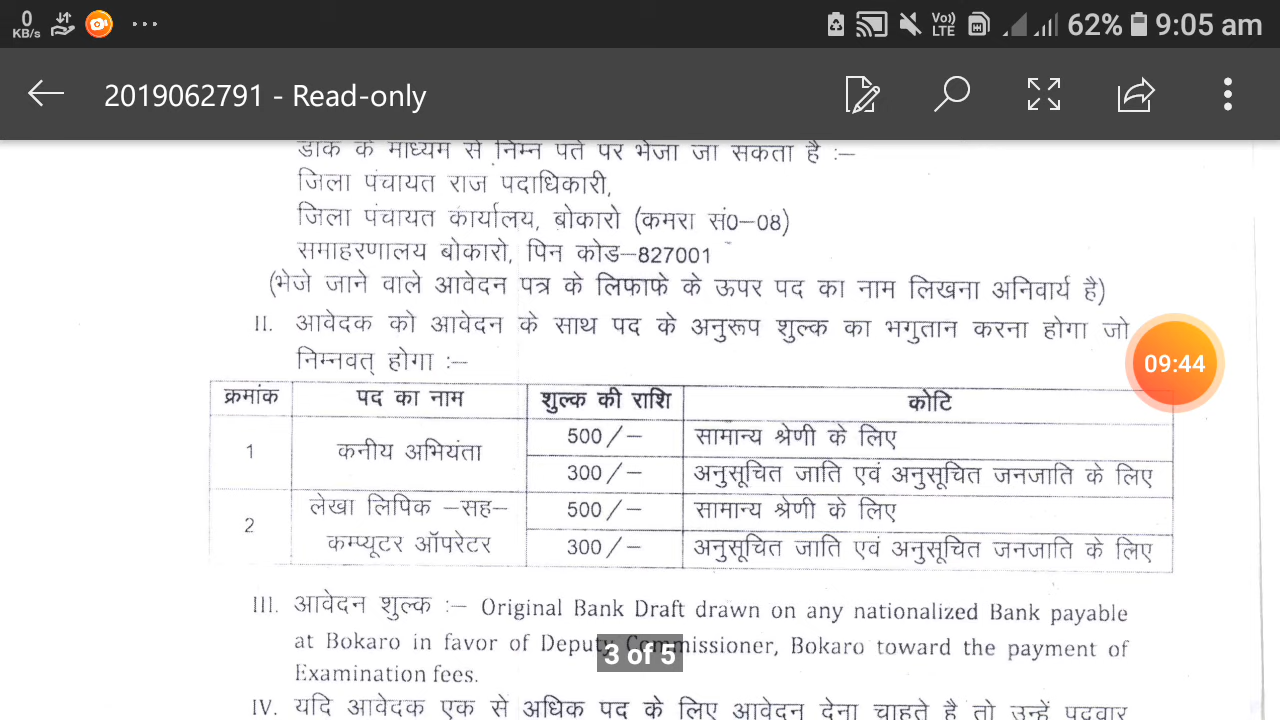 0
KB/s
Vo))
LTE
62%
9:05 am
2019062791 - Read-only
डाक के माध्यम से निम्न पते पर भेजा जा सकता है :–
जिला पंचायत राज पदाधिकारी,
जिला पंचायत कार्यालय, बोकारो (कमरा सं0–08)
समाहरणालय बोकारो, पिन कोड–827001
(भेजे जाने वाले आवेदन पत्र के लिफाफे के ऊपर पद का नाम लिखना अनिवार्य है)
II. आवेदक को आवेदन के साथ पद के अनुरूप शुल्क का भगुतान करना होगा जो
निम्नवत् होगा :–
09:44
क्रमांक पद का नाम शुल्क की राशि कोटि
1 कनीय अभियंता 500/– सामान्य श्रेणी के लिए
300/– अनुसूचित जाति एवं अनुसूचित जनजाति के लिए
2 लेखा लिपिक –सह– 500/– सामान्य श्रेणी के लिए
कम्प्यूटर ऑपरेटर 300/– अनुसूचित जाति एवं अनुसूचित जनजाति के लिए
III. आवेदन शुल्क :– Original Bank Draft drawn on any nationalized Bank payable
at Bokaro in favor of Deputy Commissioner, Bokaro toward the payment of
3 of 5
Examination fees.
IV. यदि आवेदक एक से अधिक पद के लिए आवेदन देना चाहते है तो उन्हें पदवार